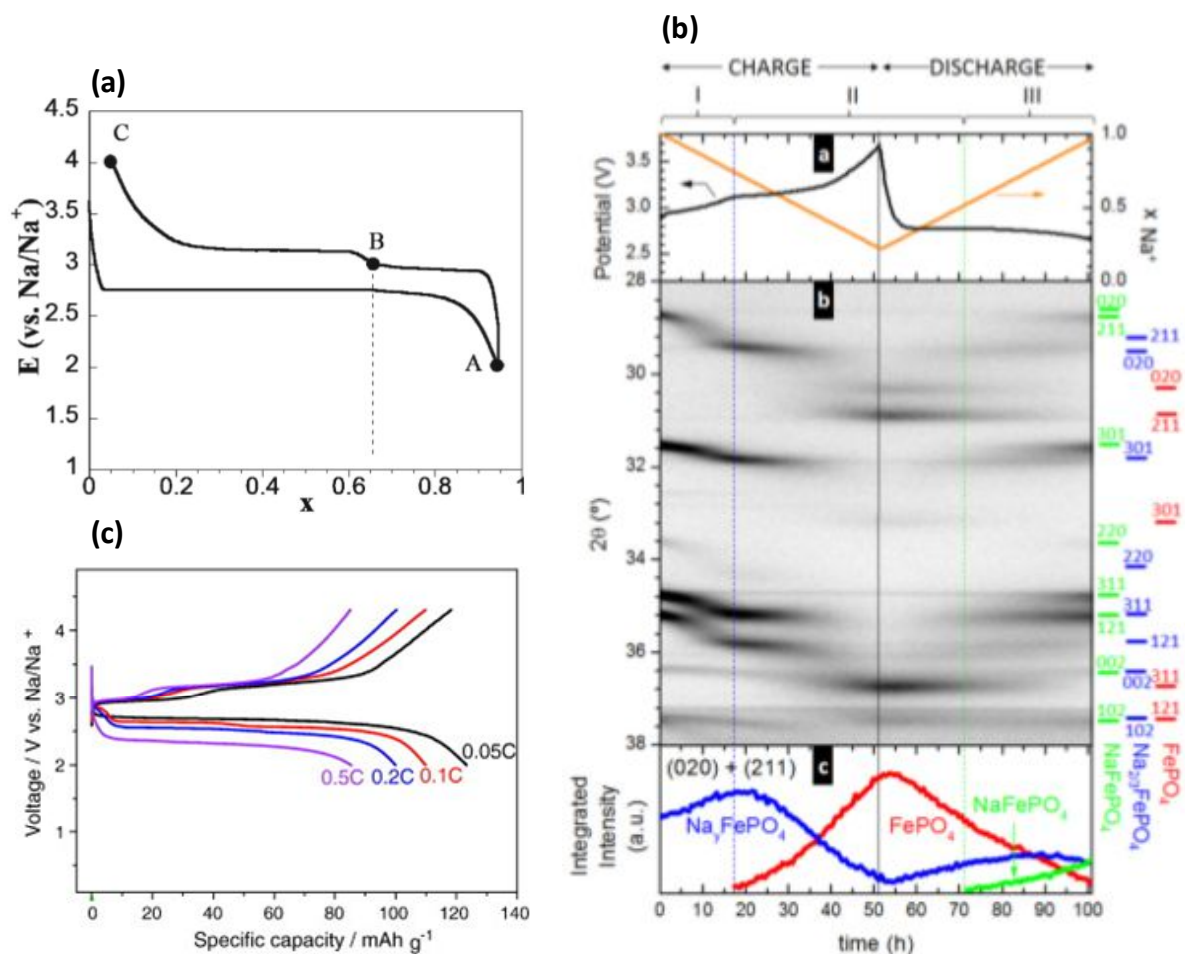 (a)
4.5
4
3.5
3
2.5
2
1.5
1
E (vs. Na/Na⁺)
C
B
A
0
0.2
0.4
0.6
0.8
1
x
(b)
CHARGE
DISCHARGE
I
II
III
a
3.5
3.0
2.5
Potential (V)
1.0
0.5
0.0
x Na⁺
b
28
30
32
34
36
38
2θ (º)
020
211
301
220
311
121
002
102
NaFePO₄
211
020
301
220
311
121
002
102
Na₂/₃FePO₄
020
211
301
311
121
FePO₄
c
(020) + (211)
Integrated
Intensity
(a.u.)
NaᵧFePO₄
FePO₄
NaFePO₄
0
10
20
30
40
50
60
70
80
90
100
time (h)
(c)
4
3
2
1
Voltage / V vs. Na/Na⁺
0.5C
0.2C
0.1C
0.05C
0
20
40
60
80
100
120
140
Specific capacity / mAh g⁻¹